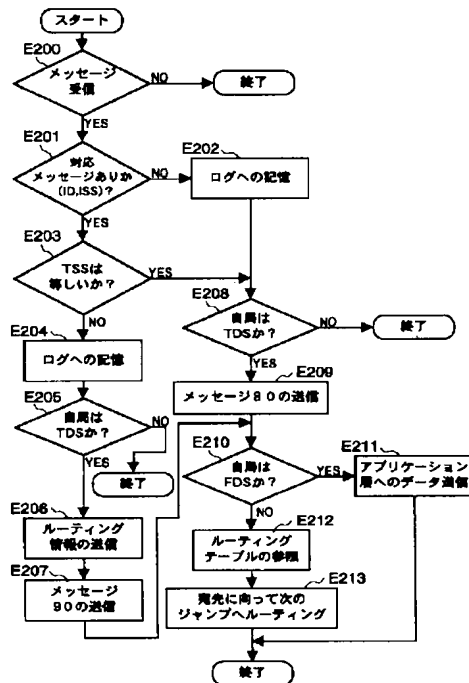 スタート
E200
メッセージ
受信
NO
終了
YES
E201
対応
メッセージありか
(ID,ISS)?
NO
E202
ログへの記憶
YES
E203
TSSは
等しいか?
YES
NO
E204
ログへの記憶
E205
自局は
TDSか?
NO
終了
YES
E206
ルーティング
情報の送信
E207
メッセージ
90の送信
E208
自局は
TDSか?
NO
終了
YES
E209
メッセージ80の送信
E210
自局は
FDSか?
YES
E211
アプリケーション
層へのデータ送信
NO
E212
ルーティング
テーブルの参照
E213
宛先に向って次の
ジャンプへルーティング
終了